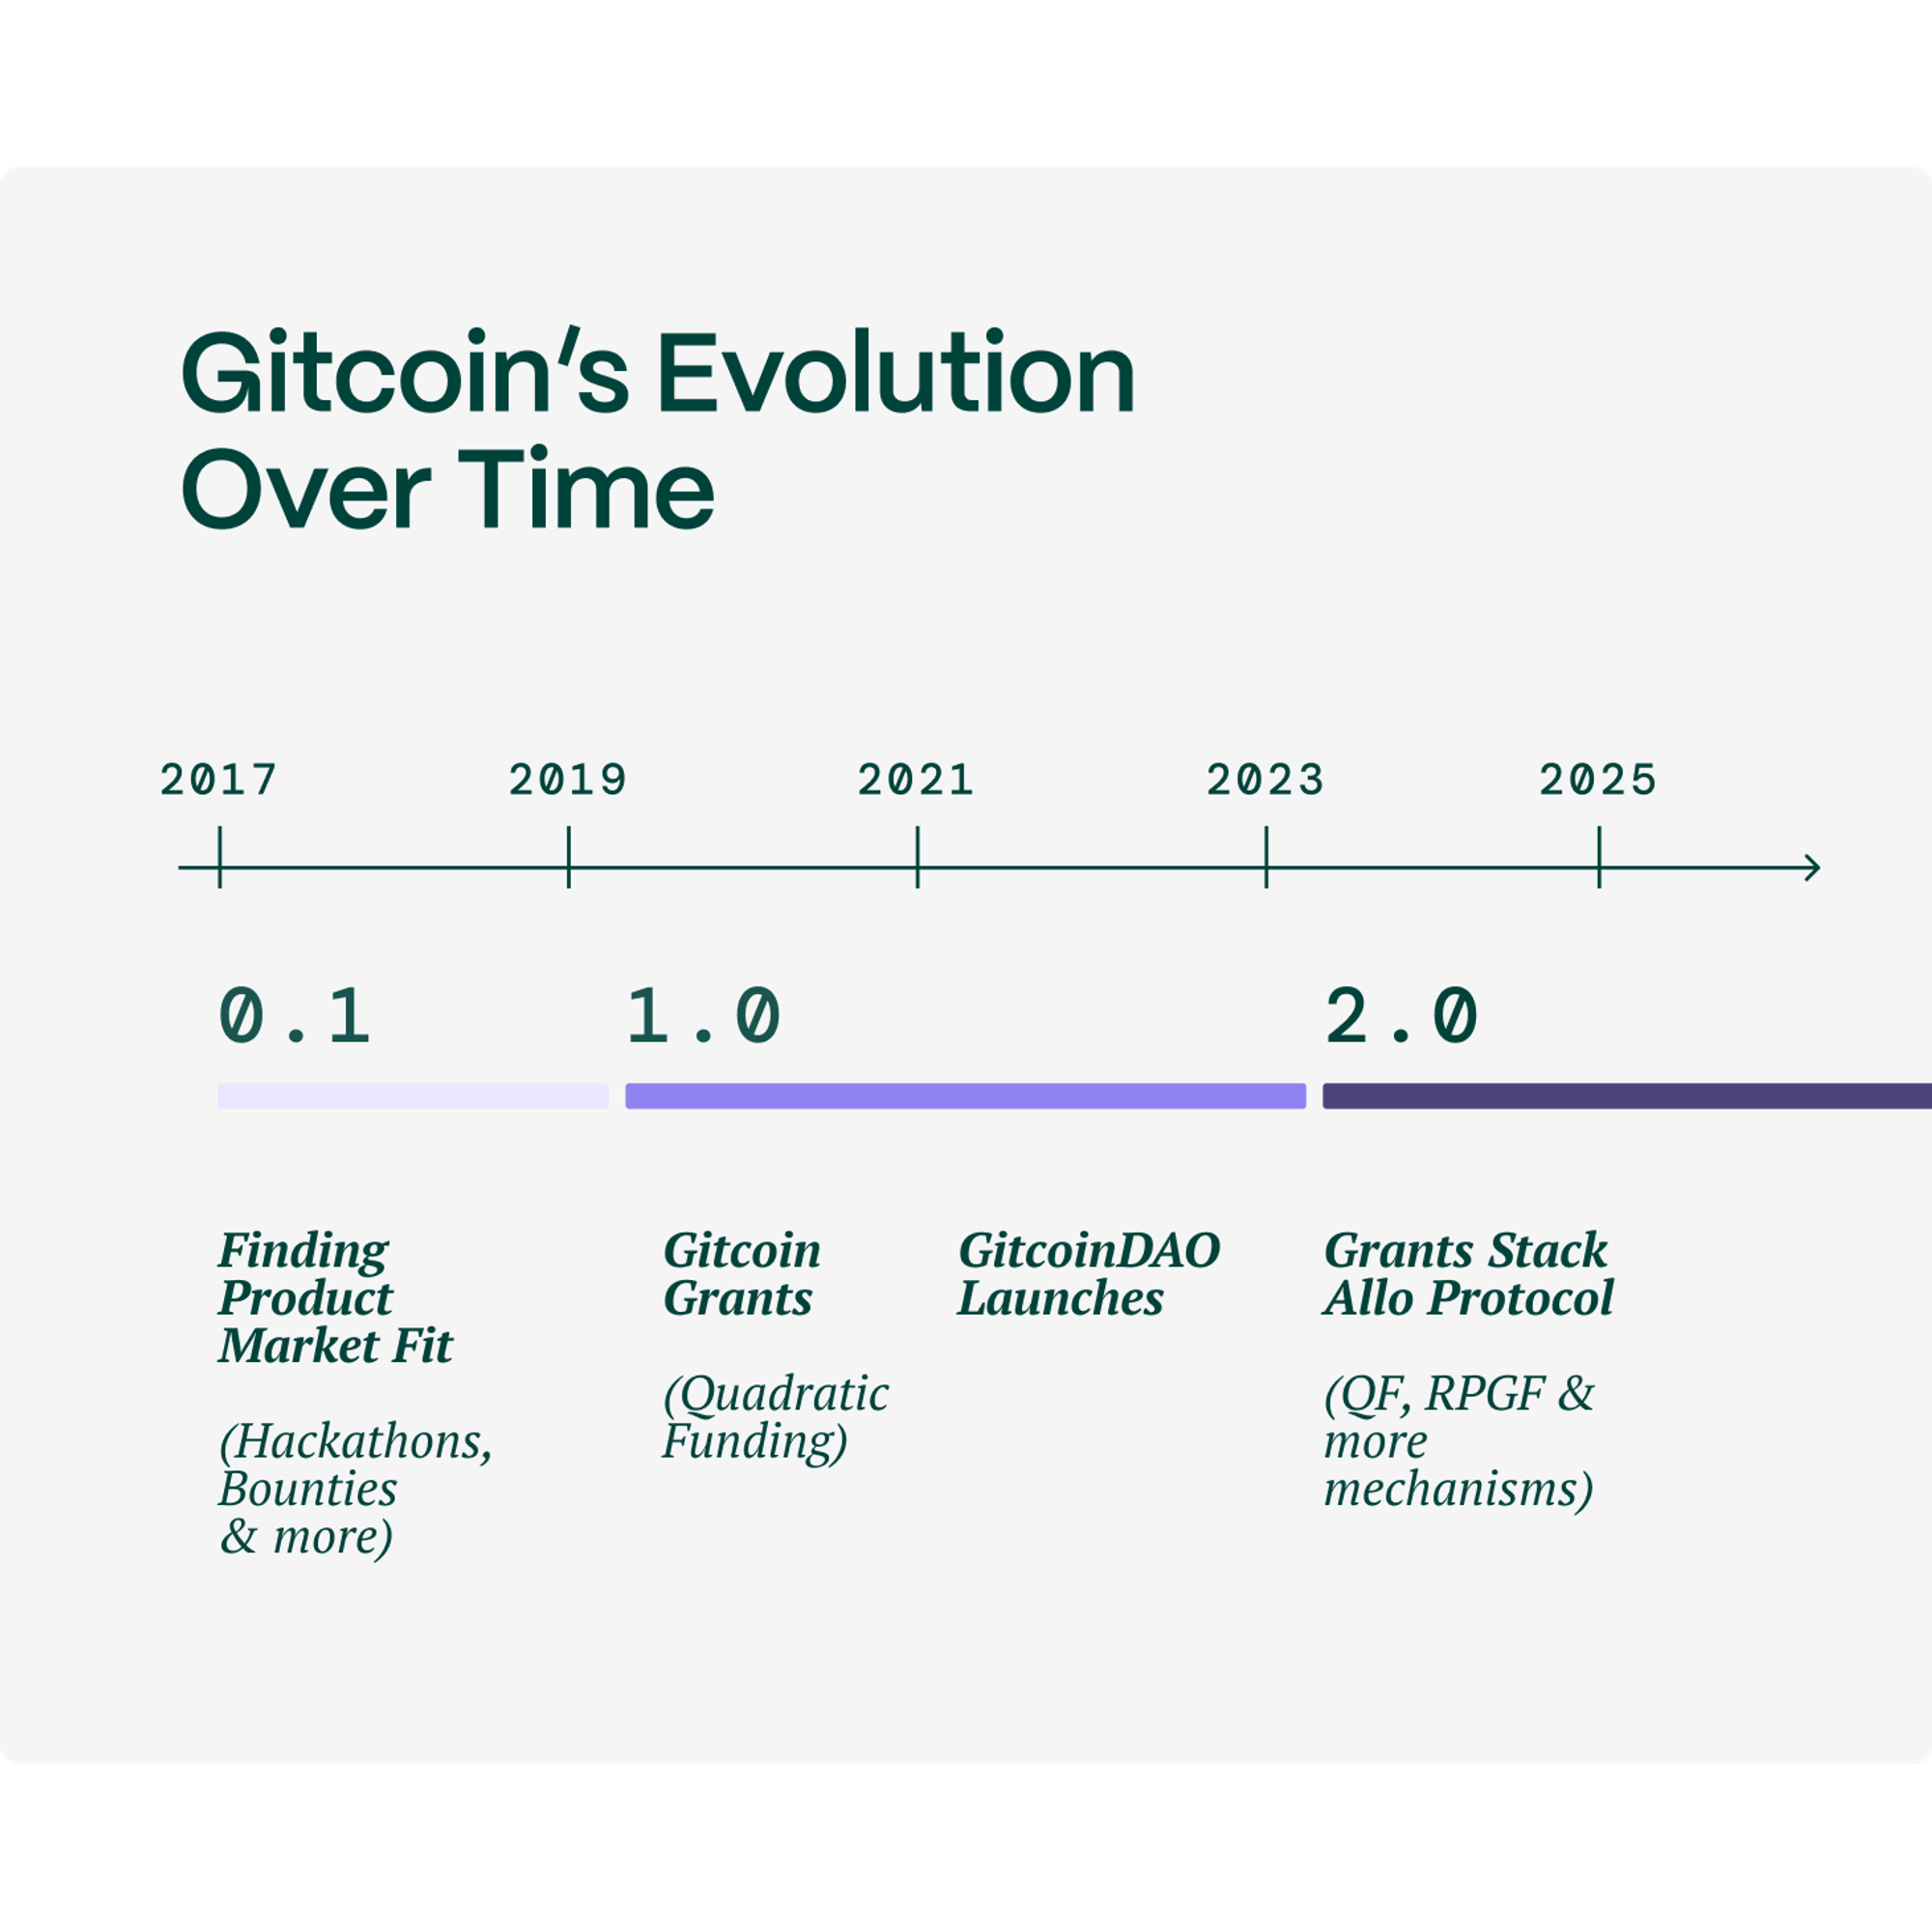 Gitcoin's Evolution
Over Time
2017 2019 2021 2023 2025
0.1 1.0 2.0
Finding
Product
Market Fit
(Hackathons,
Bounties
& more)
Gitcoin
Grants
(Quadratic
Funding)
GitcoinDAO
Launches
Grants Stack
Allo Protocol
(QF, RPGF &
more
mechanisms)